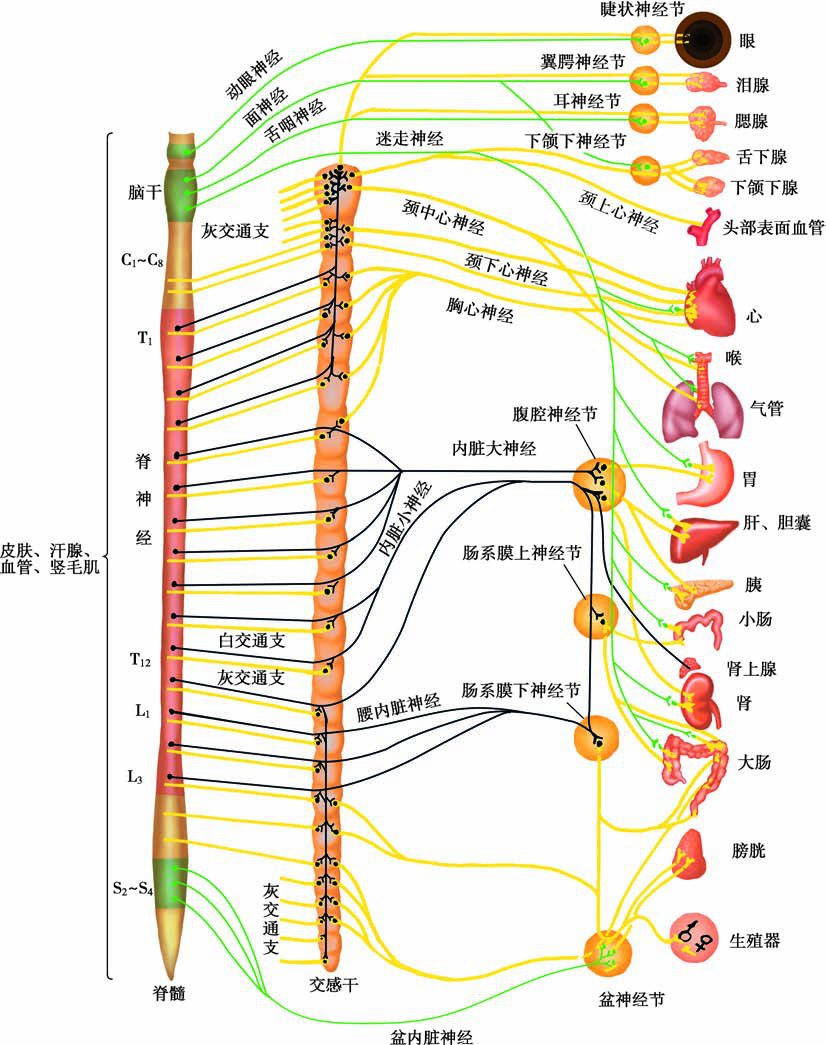 睫状神经节
眼
动眼神经
翼腭神经节
泪腺
面神经
耳神经节
腮腺
舌咽神经
迷走神经
下颌下神经节
舌下腺
下颌下腺
脑干
颈上心神经
灰交通支
颈中心神经
头部表面血管
C₁~C₈
颈下心神经
心
胸心神经
T₁
喉
气管
腹腔神经节
内脏大神经
脊
神
经
胃
内脏小神经
肝、胆囊
皮肤、汗腺、
血管、竖毛肌
肠系膜上神经节
胰
小肠
白交通支
T₁₂
灰交通支
肾上腺
肠系膜下神经节
肾
L₁
腰内脏神经
大肠
L₃
膀胱
S₂~S₄
灰
交
通
支
生殖器
脊髓
交感干
盆神经节
盆内脏神经